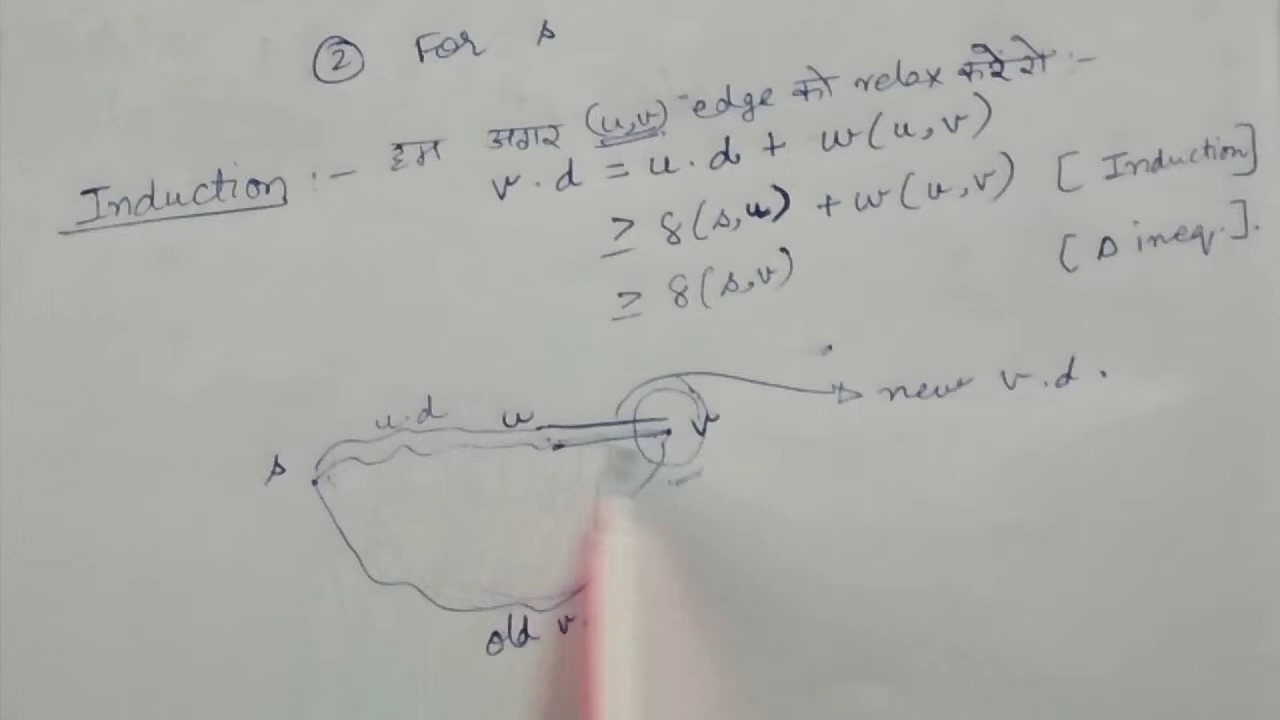 ② For s
Induction :- हम अगर (u,v) edge को relax करेंगे :-
v.d = u.d + w(u,v)
≥ δ(s,u) + w(u,v) [Induction]
≥ δ(s,v) [Δ ineq.].
new v.d.
u.d u v
s
old v.